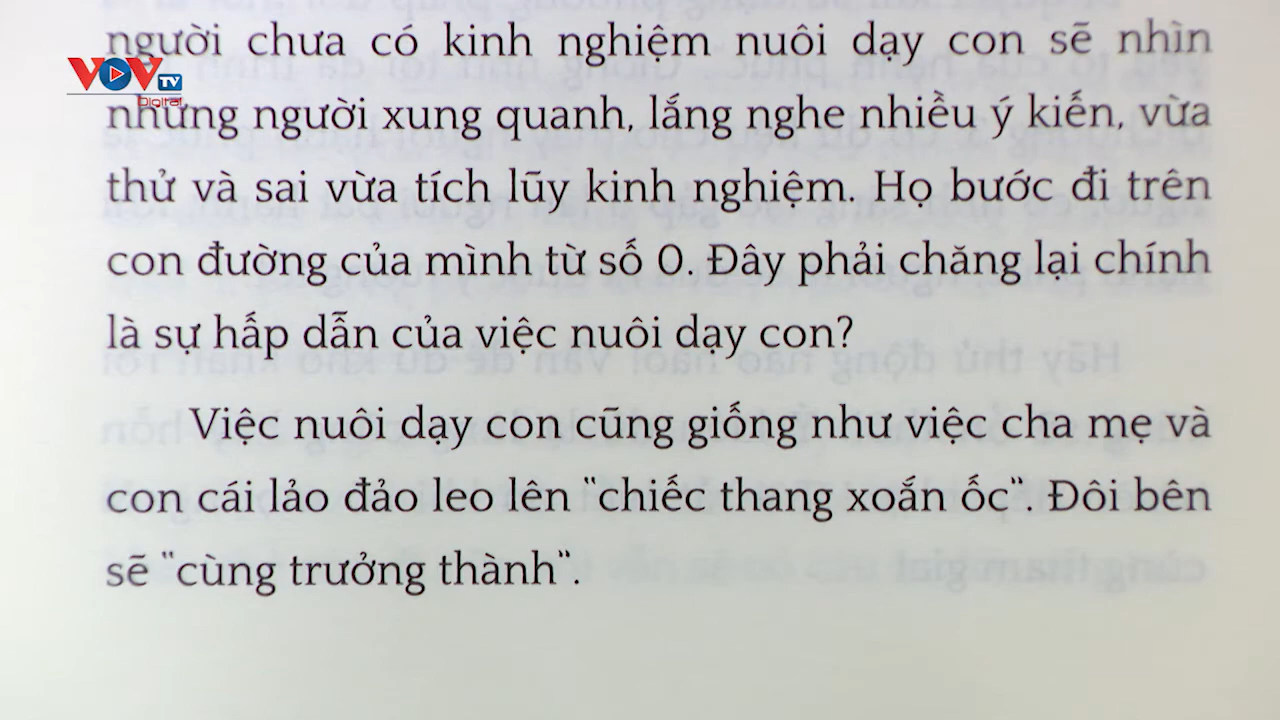 người chưa có kinh nghiệm nuôi dạy con sẽ nhìn
VOV TV
Digital
những người xung quanh, lắng nghe nhiều ý kiến, vừa
thử và sai vừa tích lũy kinh nghiệm. Họ bước đi trên
con đường của mình từ số 0. Đây phải chăng lại chính
là sự hấp dẫn của việc nuôi dạy con?
Việc nuôi dạy con cũng giống như việc cha mẹ và
con cái lảo đảo leo lên "chiếc thang xoắn ốc". Đôi bên
sẽ "cùng trưởng thành".